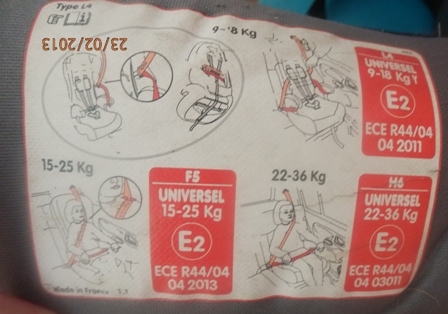 Type L4
23/02/2013
9-18 Kg
L4
UNIVERSEL
9-18 Kg Y
E2
ECE R44/04
04 2011
15-25 Kg
F5
UNIVERSEL
15-25 Kg
E2
ECE R44/04
04 2013
22-36 Kg
H6
UNIVERSEL
22-36 Kg
E2
ECE R44/04
04 03011
Made in France